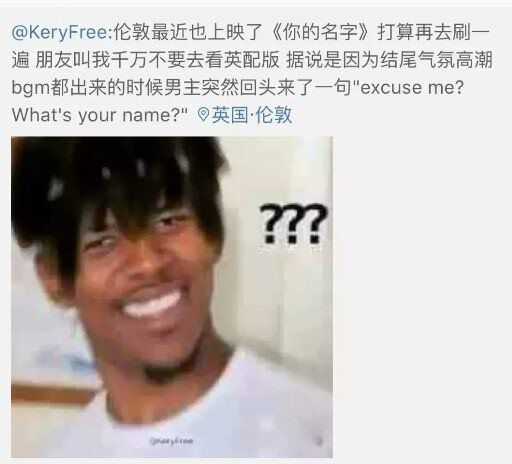 @KeryFree:伦敦最近也上映了《你的名字》打算再去刷一
遍 朋友叫我千万不要去看英配版 据说是因为结尾气氛高潮
bgm都出来的时候男主突然回头来了一句"excuse me?
What's your name?" 英国·伦敦
???
@KeryFree